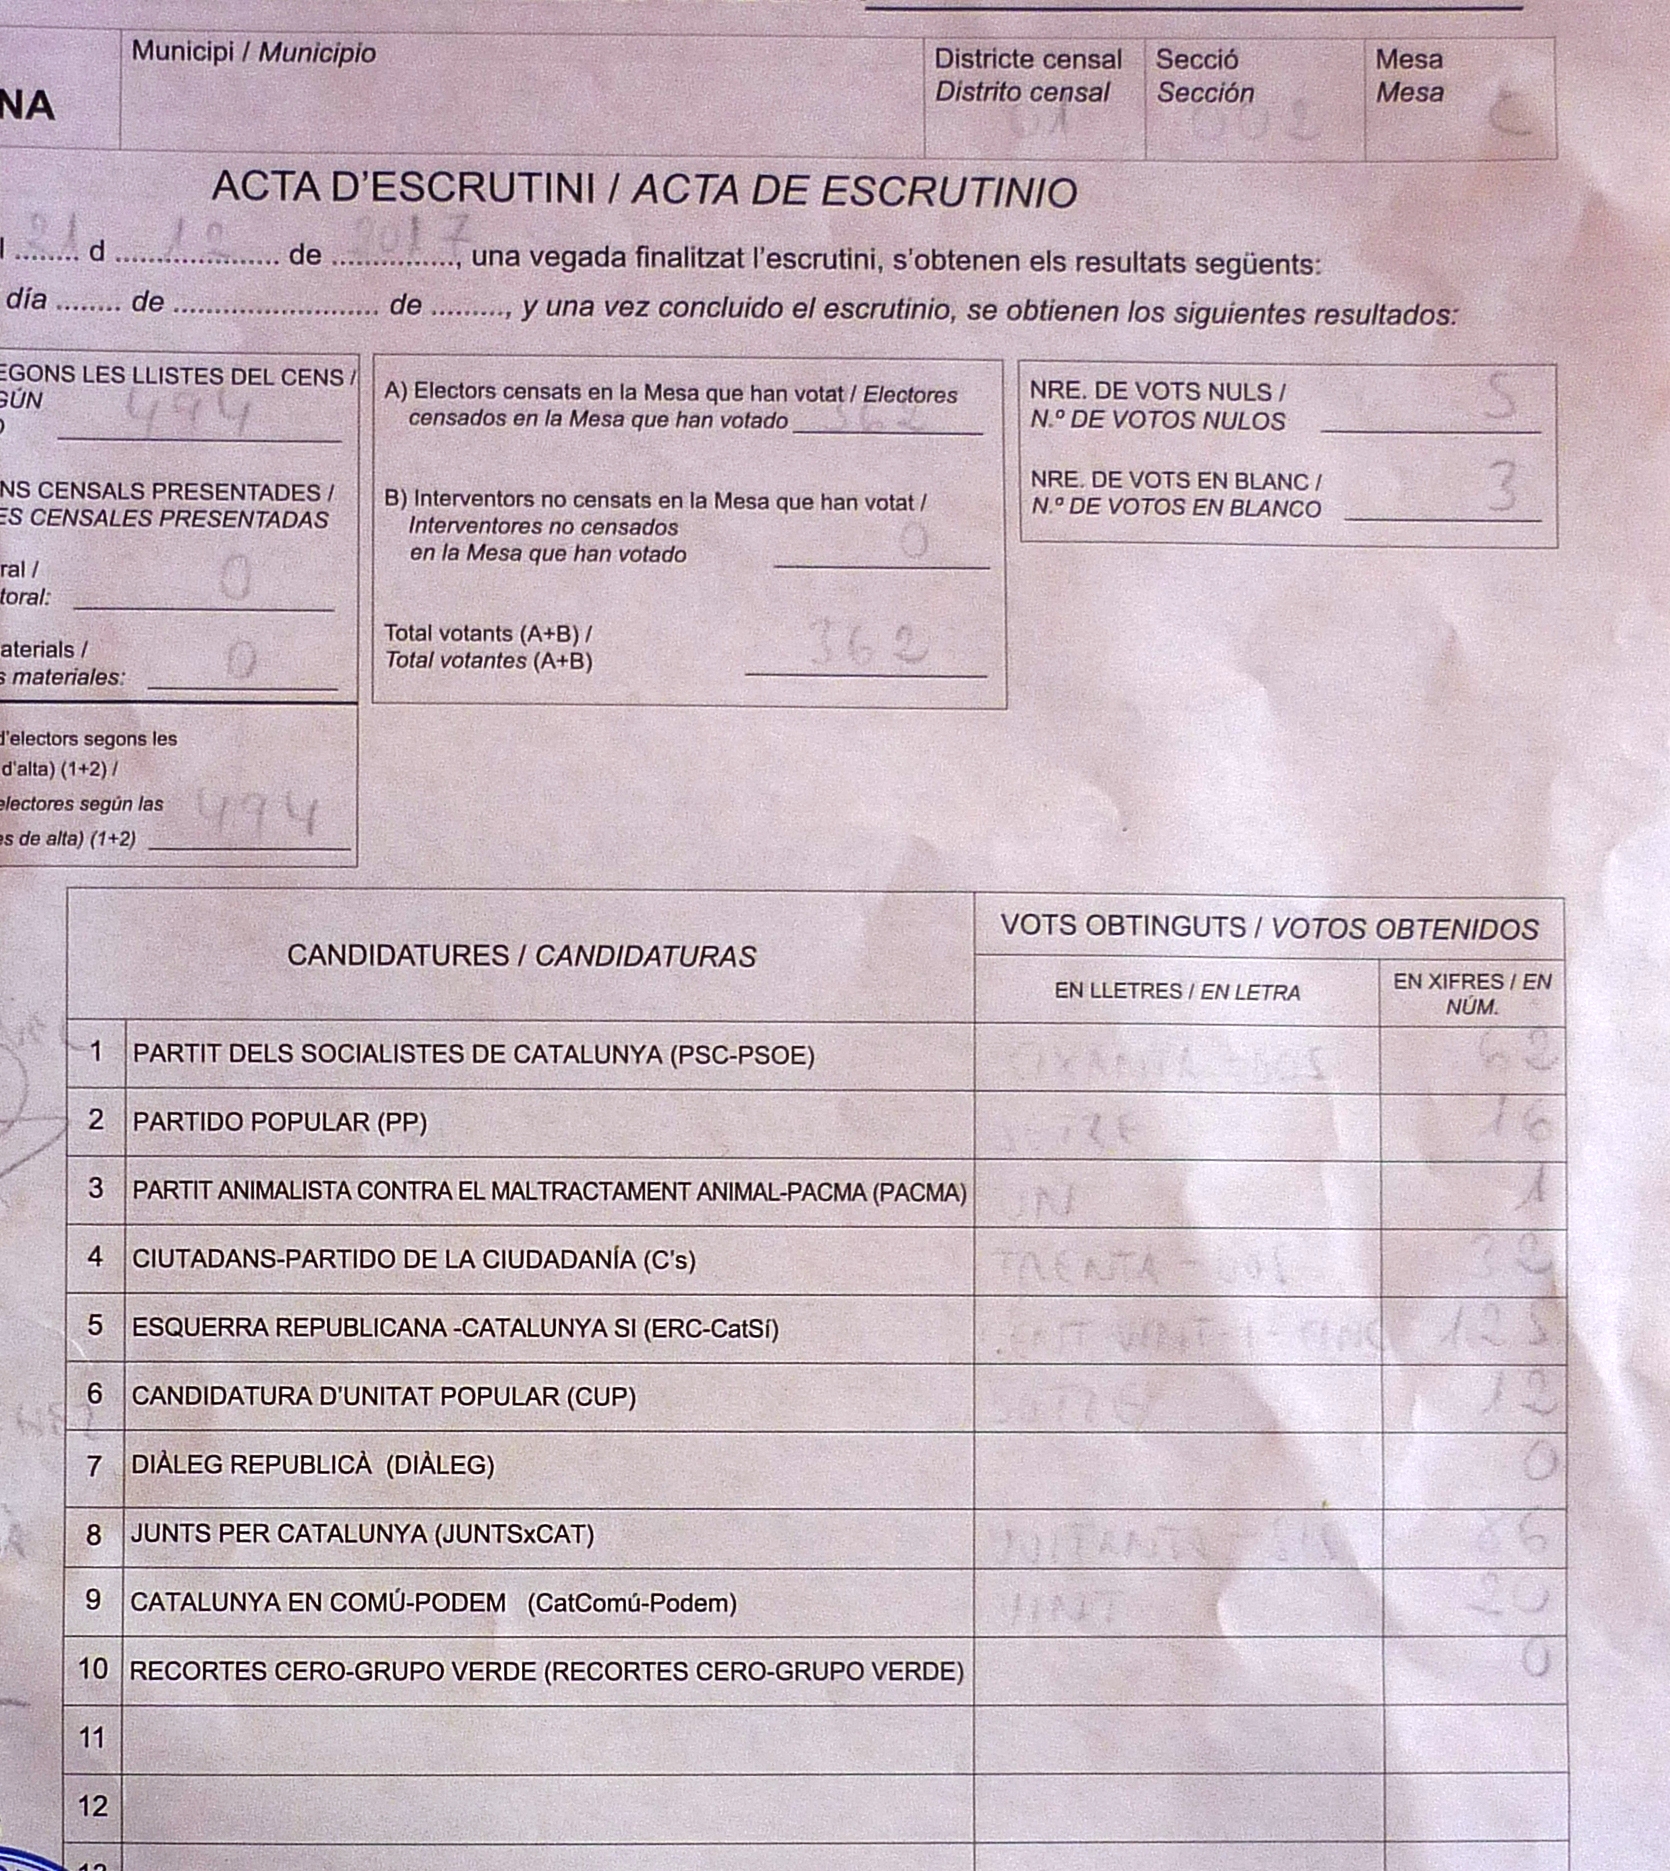 NA
Municipi / Municipio
Districte censal
Distrito censal
01
Secció
Sección
002
Mesa
Mesa
C
ACTA D'ESCRUTINI / ACTA DE ESCRUTINIO
l 21 d 12 de 2017, una vegada finalitzat l'escrutini, s'obtenen els resultats següents:
día ........ de ........................ de ........., y una vez concluido el escrutinio, se obtienen los siguientes resultados:
EGONS LES LLISTES DEL CENS /
GÚN
494
NS CENSALS PRESENTADES /
ES CENSALES PRESENTADAS
ral /
toral: 0
aterials /
s materiales: 0
d'electors segons les
d'alta) (1+2) /
electores según las
es de alta) (1+2) 494
A) Electors censats en la Mesa que han votat / Electores
censados en la Mesa que han votado 362
B) Interventors no censats en la Mesa que han votat /
Interventores no censados
en la Mesa que han votado 0
Total votants (A+B) /
Total votantes (A+B) 362
NRE. DE VOTS NULS /
N.º DE VOTOS NULOS 5
NRE. DE VOTS EN BLANC /
N.º DE VOTOS EN BLANCO 3
CANDIDATURES / CANDIDATURAS
VOTS OBTINGUTS / VOTOS OBTENIDOS
EN LLETRES / EN LETRA
EN XIFRES / EN
NÚM.
1 PARTIT DELS SOCIALISTES DE CATALUNYA (PSC-PSOE) SEIXANTA-DOS 62
2 PARTIDO POPULAR (PP) SETZE 16
3 PARTIT ANIMALISTA CONTRA EL MALTRACTAMENT ANIMAL-PACMA (PACMA) UN 1
4 CIUTADANS-PARTIDO DE LA CIUDADANÍA (C's) TRENTA-DOS 32
5 ESQUERRA REPUBLICANA -CATALUNYA SI (ERC-CatSí) 125
6 CANDIDATURA D'UNITAT POPULAR (CUP) DOTZE 12
7 DIÀLEG REPUBLICÀ (DIÀLEG) 0
8 JUNTS PER CATALUNYA (JUNTSxCAT) 86
9 CATALUNYA EN COMÚ-PODEM (CatComú-Podem) VINT 20
10 RECORTES CERO-GRUPO VERDE (RECORTES CERO-GRUPO VERDE) 0
11
12